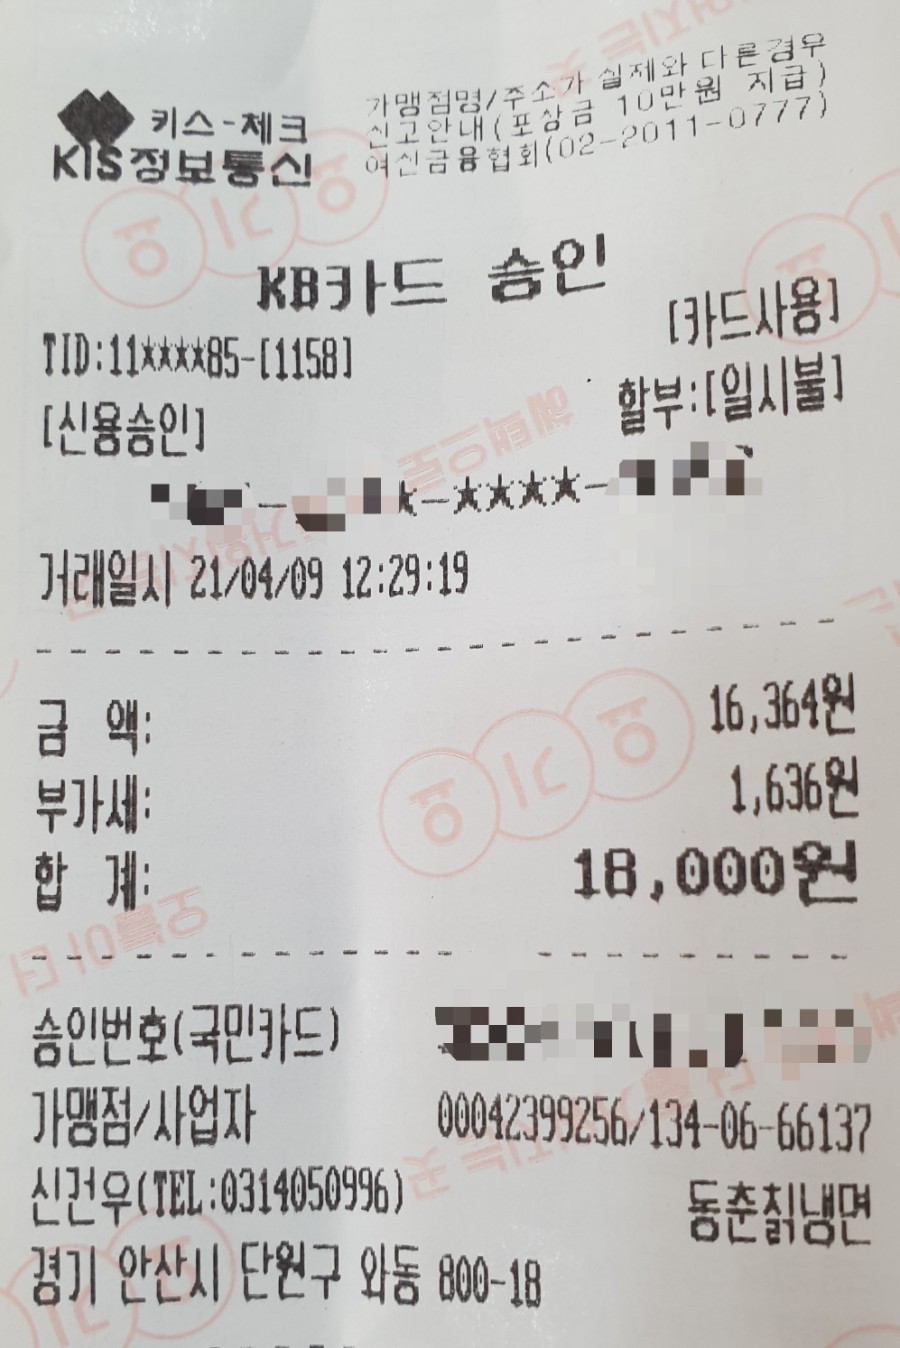 키스-체크
KIS정보통신
가맹점명/주소가 실제와 다른경우
신고안내(포상금 10만원 지급)
여신금융협회(02-2011-0777)
KB카드 승인
TID:11****85-[1158]
[카드사용]
[신용승인]
할부:[일시불]
-****-
거래일시 21/04/09 12:29:19
금 액: 16,364원
부가세: 1,636원
합 계: 18,000원
승인번호(국민카드)
가맹점/사업자 00042399256/134-06-66137
신건우(TEL:0314050996) 동춘칡냉면
경기 안산시 단원구 와동 800-18
요기요
요기요